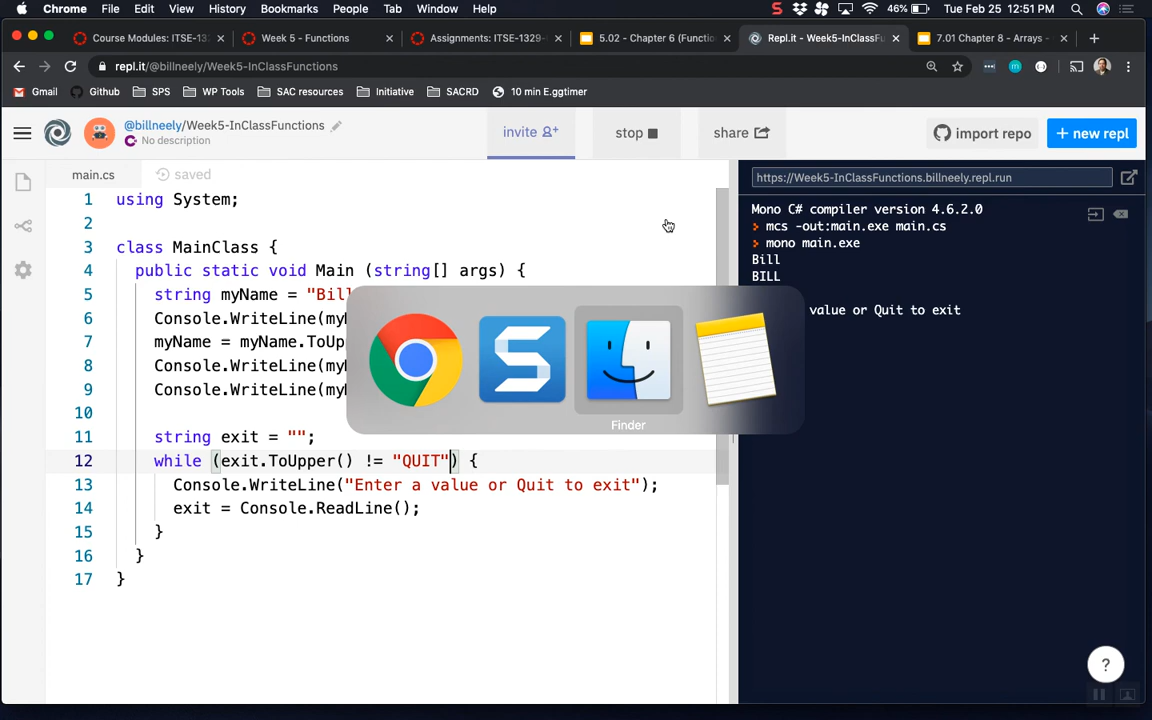 Chrome File Edit View History Bookmarks People Tab Window Help 46% Tue Feb 25 12:51 PM
Course Modules: ITSE-13 Week 5 - Functions Assignments: ITSE-1329- 5.02 - Chapter 6 (Functio Repl.it - Week5-InClassFu 7.01 Chapter 8 - Arrays -
repl.it/@billneely/Week5-InClassFunctions
Gmail Github SPS WP Tools SAC resources Initiative SACRD 10 min E.ggtimer
@billneely/Week5-InClassFunctions
No description
invite stop share import repo + new repl
main.cs saved
1 using System;
2
3 class MainClass {
4 public static void Main (string[] args) {
5 string myName = "Bil
6 Console.WriteLine(my
7 myName = myName.ToUp
8 Console.WriteLine(my
9 Console.WriteLine(my
10
11 string exit = "";
12 while (exit.ToUpper() != "QUIT") {
13 Console.WriteLine("Enter a value or Quit to exit");
14 exit = Console.ReadLine();
15 }
16 }
17 }
https://Week5-InClassFunctions.billneely.repl.run
Mono C# compiler version 4.6.2.0
mcs -out:main.exe main.cs
mono main.exe
Bill
BILL
value or Quit to exit
Finder
?